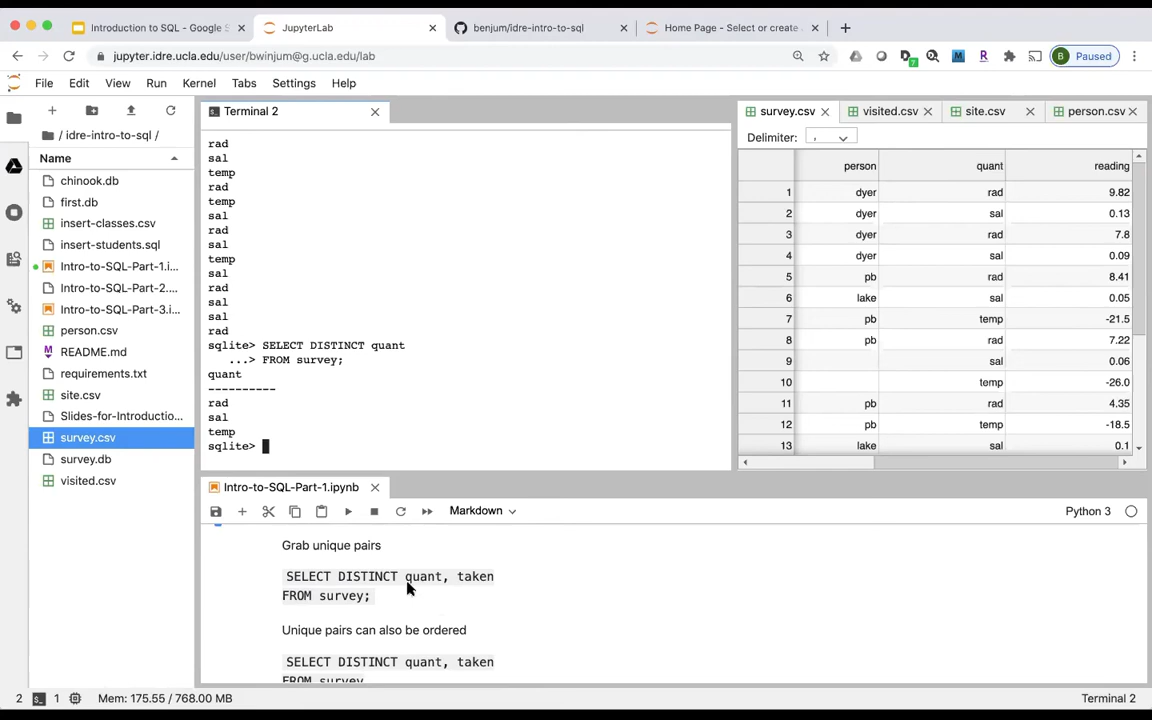 Introduction to SQL - Google S
JupyterLab
benjum/idre-intro-to-sql
Home Page - Select or create
jupyter.idre.ucla.edu/user/bwinjum@g.ucla.edu/lab
7
M
R
B
Paused
File Edit View Run Kernel Tabs Settings Help
/ idre-intro-to-sql /
Name
chinook.db
first.db
insert-classes.csv
insert-students.sql
Intro-to-SQL-Part-1.i...
Intro-to-SQL-Part-2....
Intro-to-SQL-Part-3.i...
person.csv
README.md
requirements.txt
site.csv
Slides-for-Introductio...
survey.csv
survey.db
visited.csv
Terminal 2
rad
sal
temp
rad
temp
sal
rad
sal
temp
sal
rad
sal
sal
rad
sqlite> SELECT DISTINCT quant
...> FROM survey;
quant
----------
rad
sal
temp
sqlite>
survey.csv
visited.csv
site.csv
person.csv
Delimiter: ,
person quant reading
1 dyer rad 9.82
2 dyer sal 0.13
3 dyer rad 7.8
4 dyer sal 0.09
5 pb rad 8.41
6 lake sal 0.05
7 pb temp -21.5
8 pb rad 7.22
9 sal 0.06
10 temp -26.0
11 pb rad 4.35
12 pb temp -18.5
13 lake sal 0.1
Intro-to-SQL-Part-1.ipynb
Markdown
Python 3
Grab unique pairs
SELECT DISTINCT quant, taken
FROM survey;
Unique pairs can also be ordered
SELECT DISTINCT quant, taken
FROM survey
2 1 Mem: 175.55 / 768.00 MB
Terminal 2